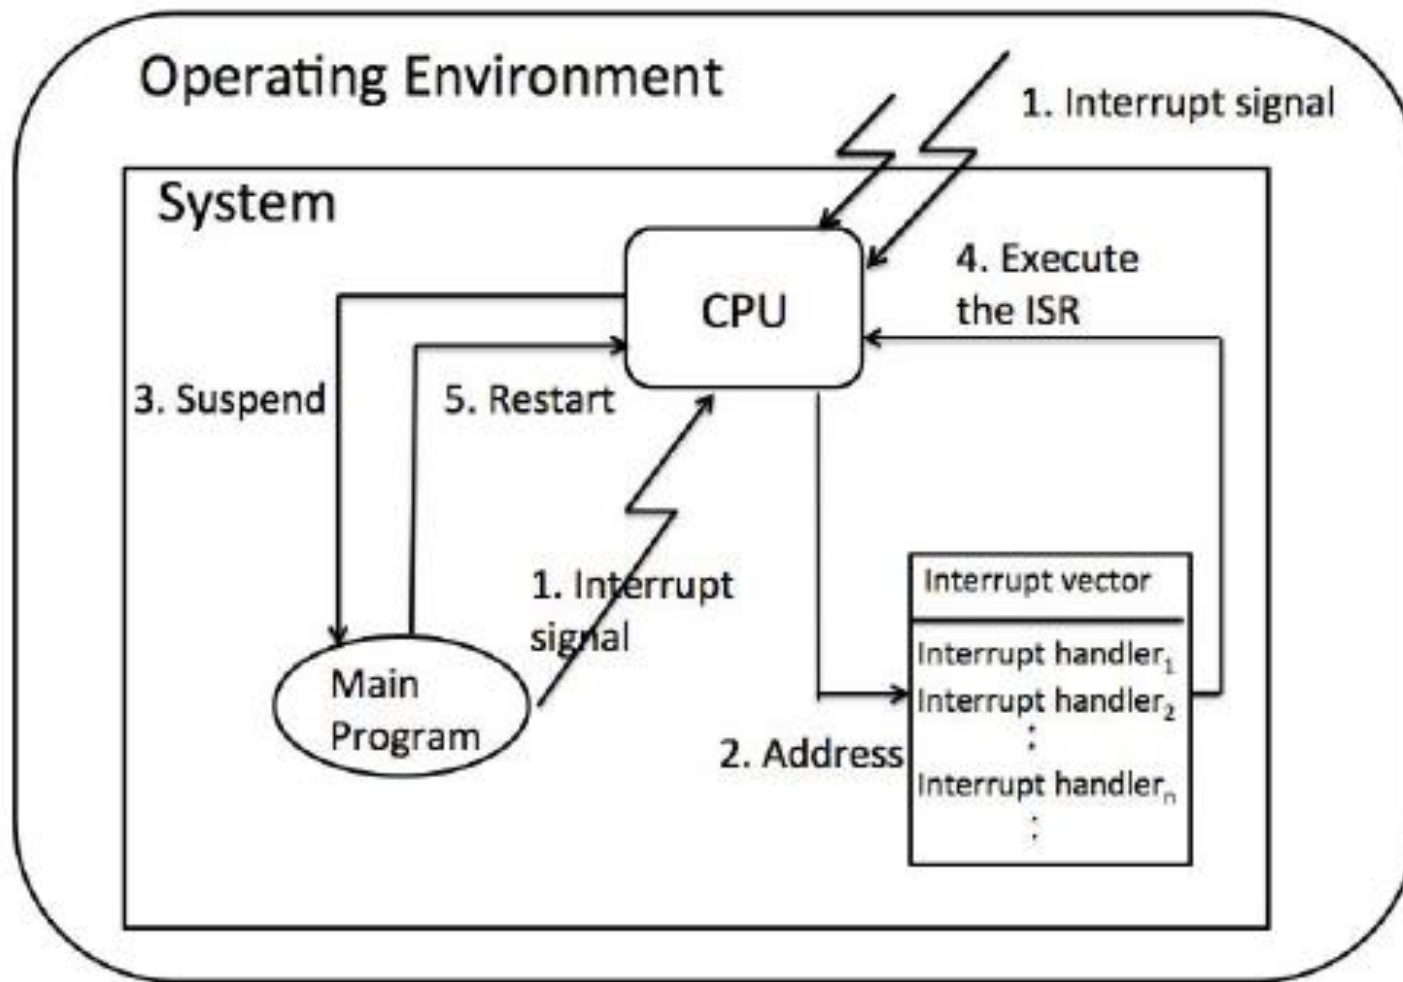 Operating Environment
1. Interrupt signal
System
4. Execute
the ISR
CPU
3. Suspend
5. Restart
1. Interrupt
signal
Main
Program
2. Address
Interrupt vector
Interrupt handler₁
Interrupt handler₂
⋮
Interrupt handlerₙ
⋮